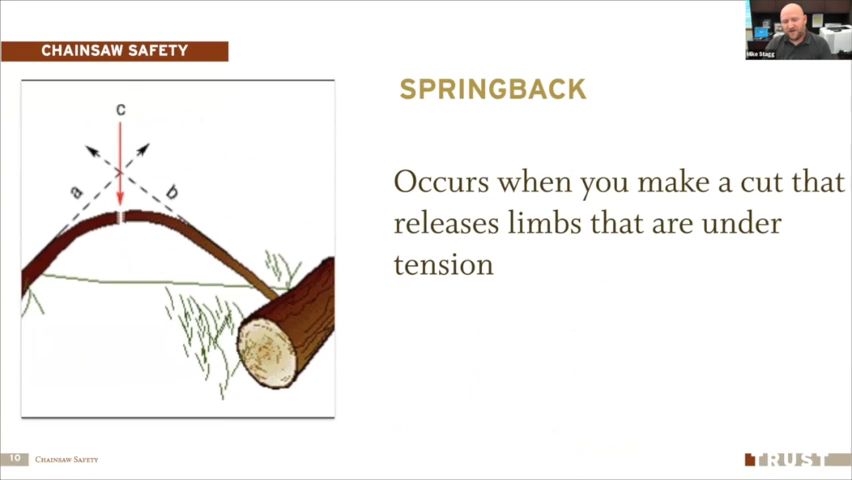 Mike Stagg
CHAINSAW SAFETY
SPRINGBACK
c
a
b
Occurs when you make a cut that
releases limbs that are under
tension
10
CHAINSAW SAFETY
TRUST